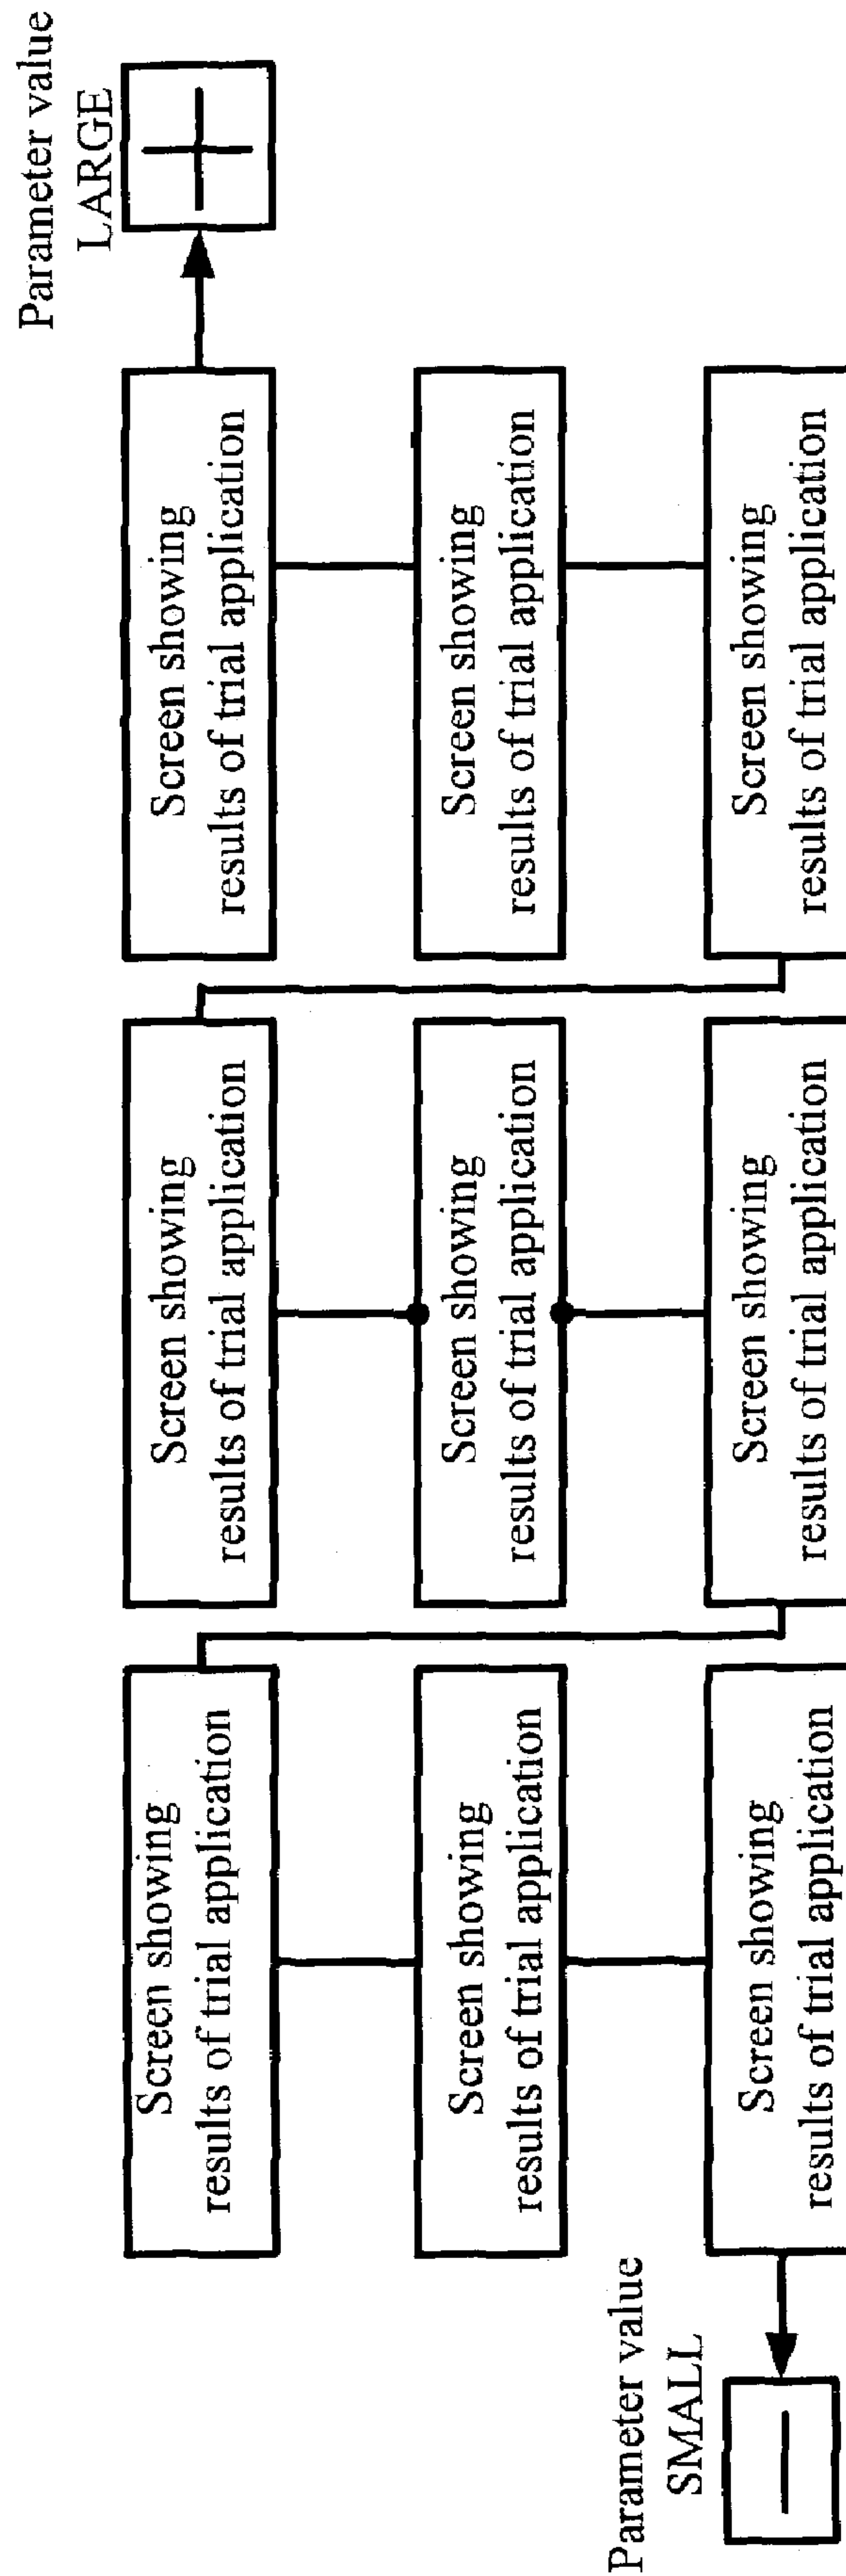 Parameter value
LARGE
Screen showing
results of trial application
Screen showing
results of trial application
Screen showing
results of trial application
+
Screen showing
results of trial application
Screen showing
results of trial application
Screen showing
results of trial application
Parameter value
SMALL
−
Screen showing
results of trial application
Screen showing
results of trial application
Screen showing
results of trial application